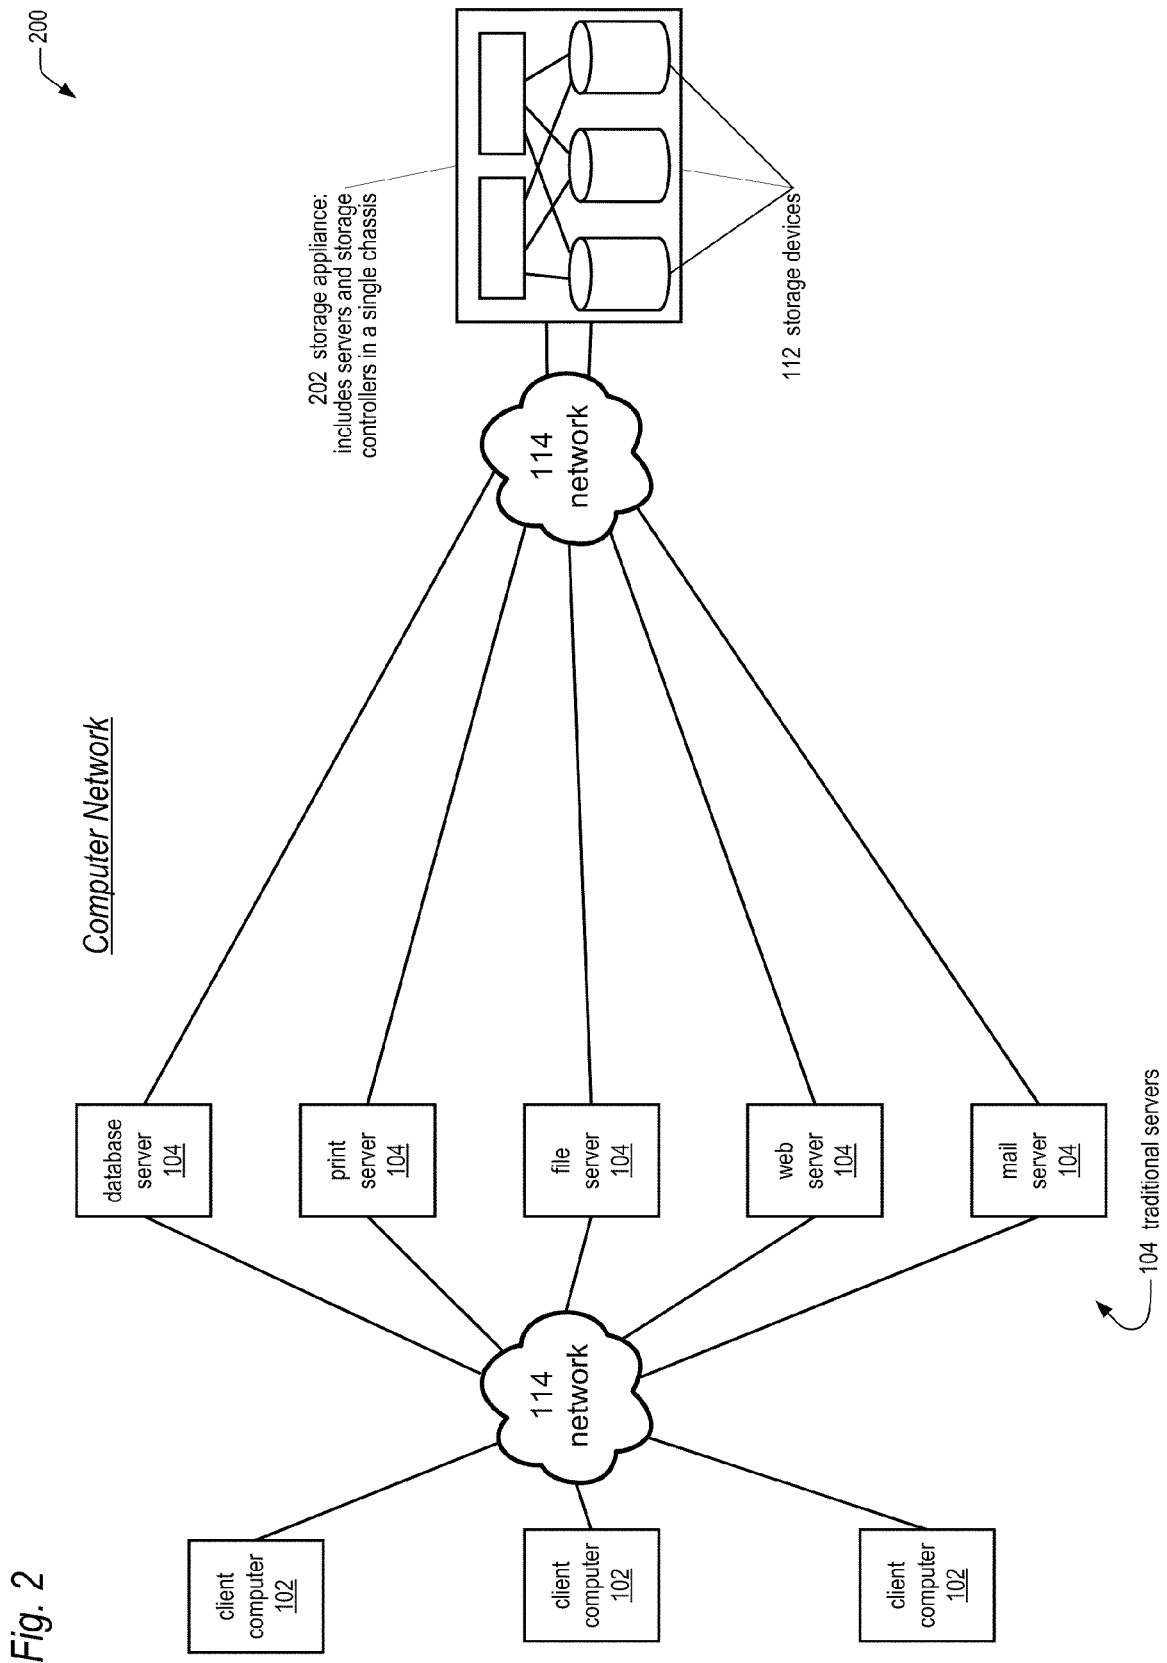 Fig. 2
Computer Network
200
client
computer
102
client
computer
102
client
computer
102
114
network
database
server
104
print
server
104
file
server
104
web
server
104
mail
server
104
104 traditional servers
114
network
202 storage appliance:
includes servers and storage
controllers in a single chassis
112 storage devices